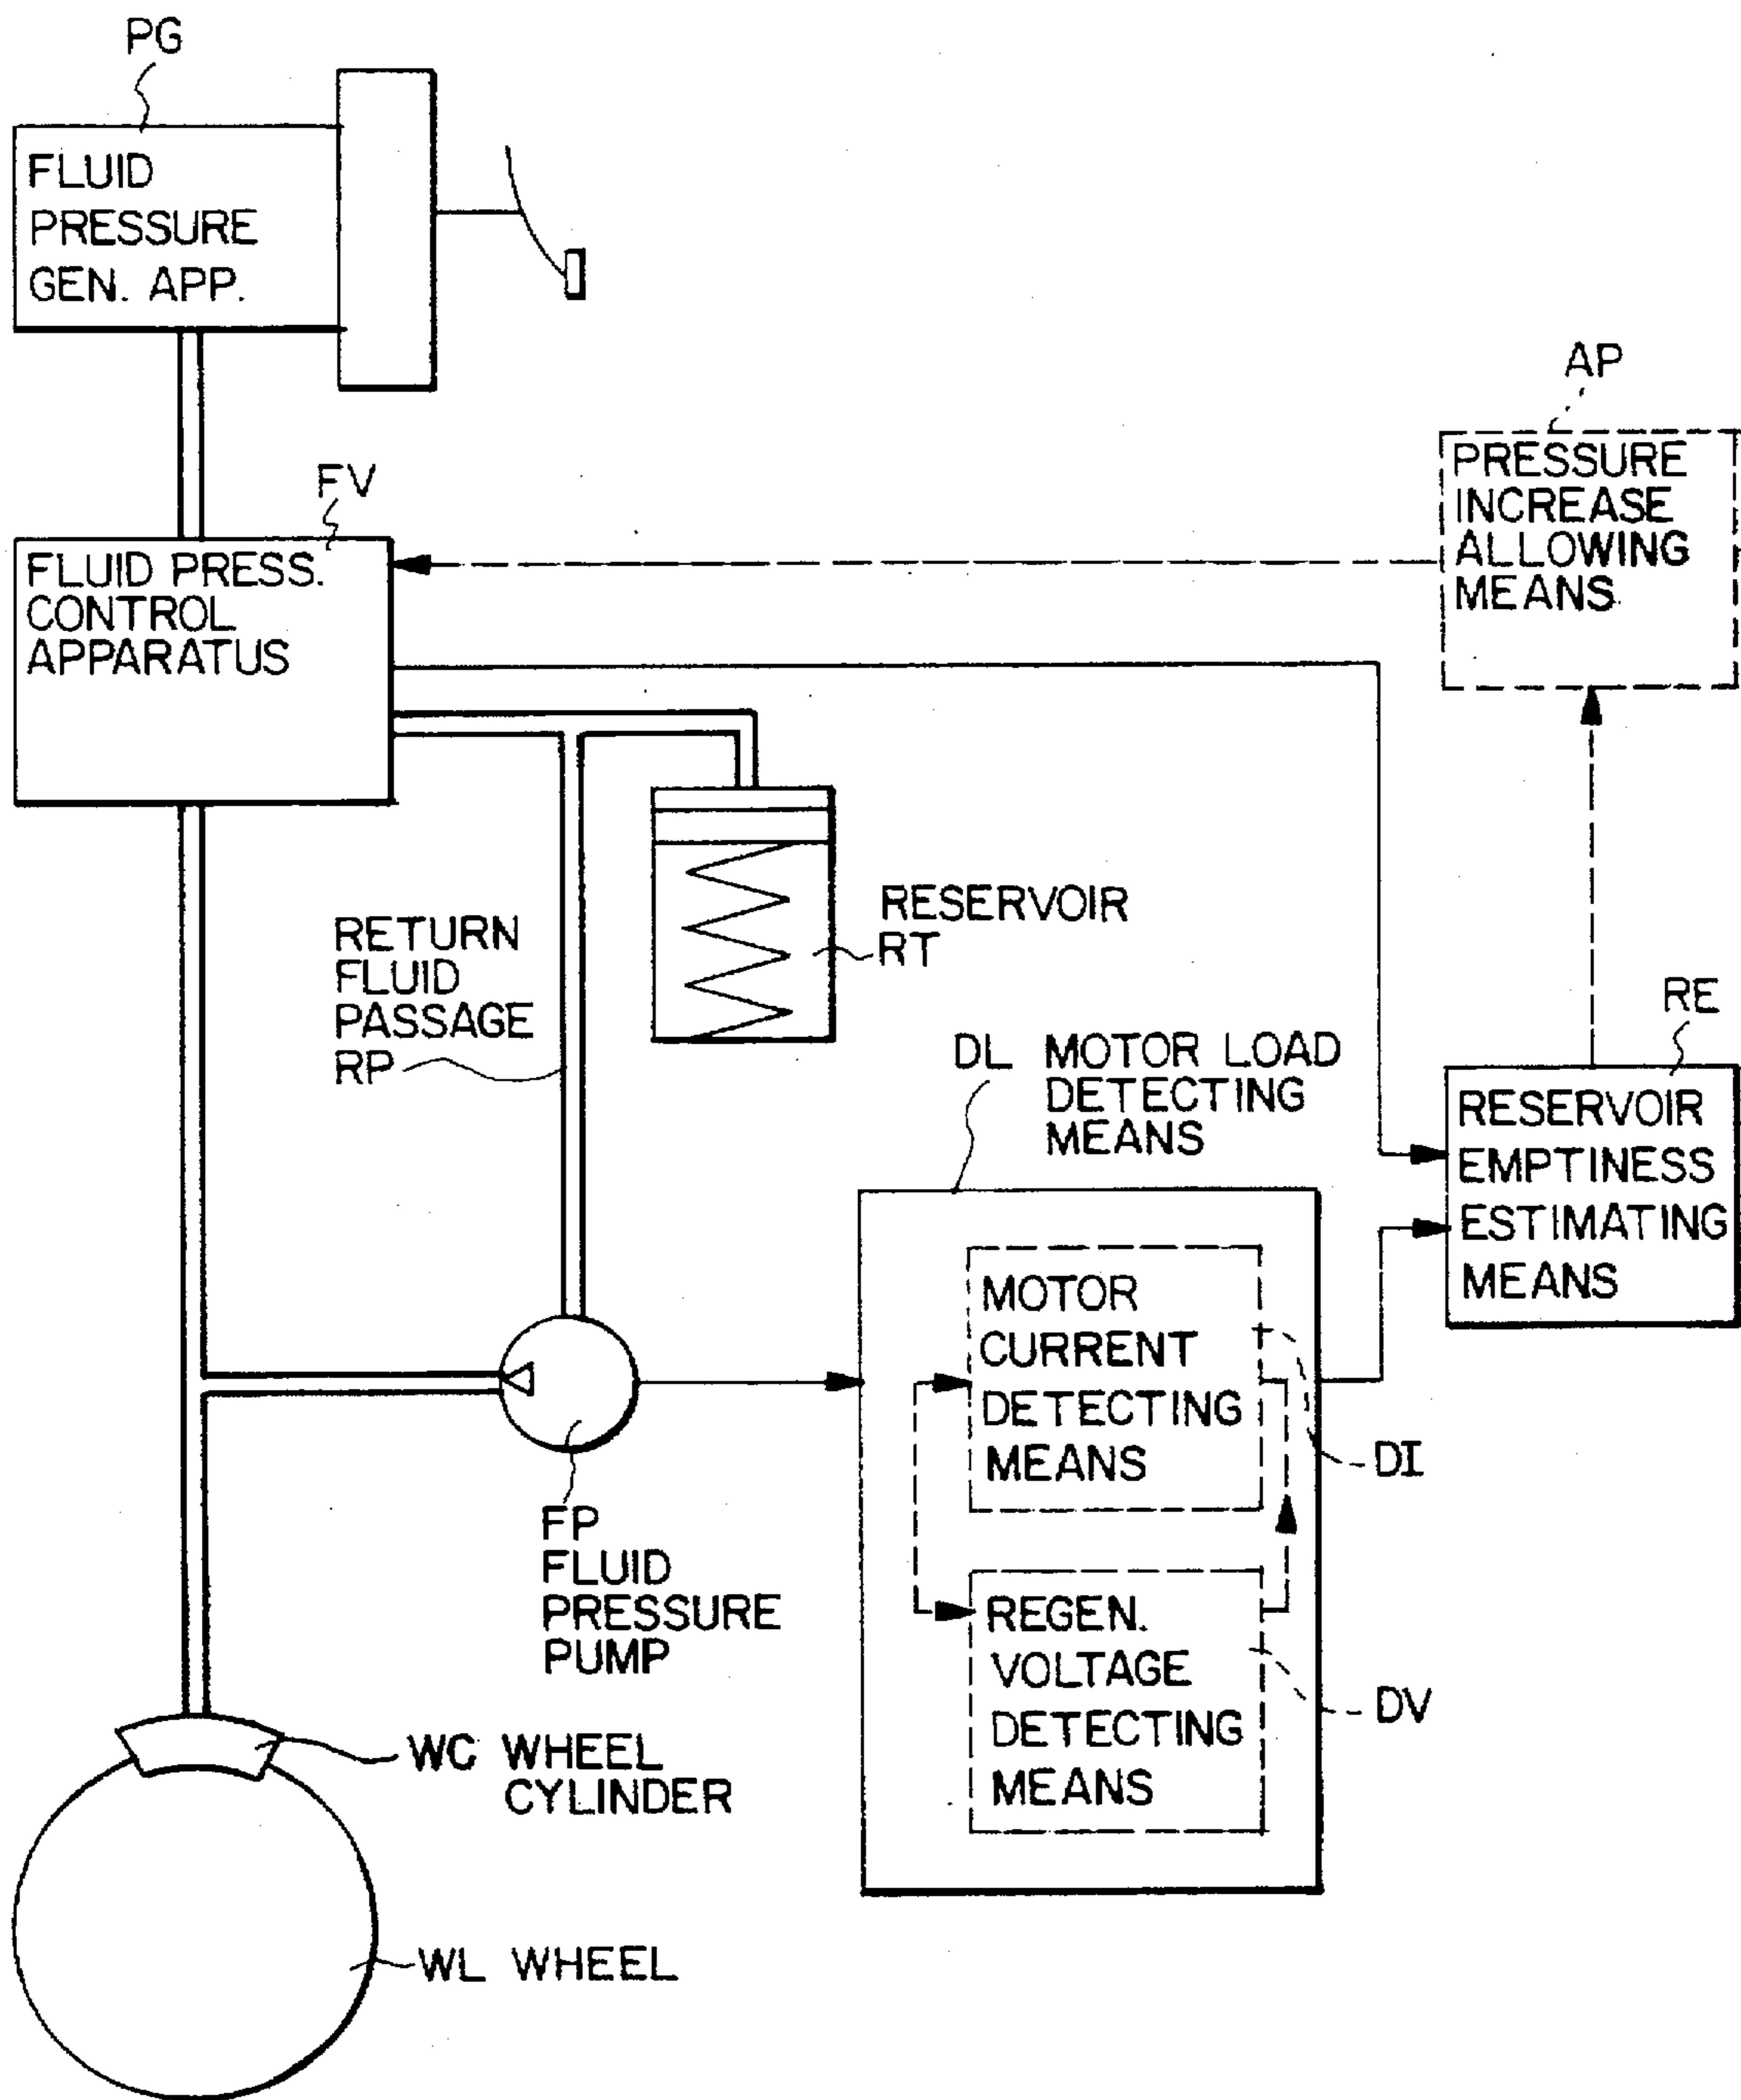 PG
FLUID
PRESSURE
GEN. APP.
AP
PRESSURE
INCREASE
ALLOWING
MEANS
FV
FLUID PRESS.
CONTROL
APPARATUS
RESERVOIR
RT
RETURN
FLUID
PASSAGE
RP
RE
RESERVOIR
EMPTINESS
ESTIMATING
MEANS
DL MOTOR LOAD
DETECTING
MEANS
MOTOR
CURRENT
DETECTING
MEANS
DI
FP
FLUID
PRESSURE
PUMP
REGEN.
VOLTAGE
DETECTING
MEANS
DV
WC WHEEL
CYLINDER
WL WHEEL